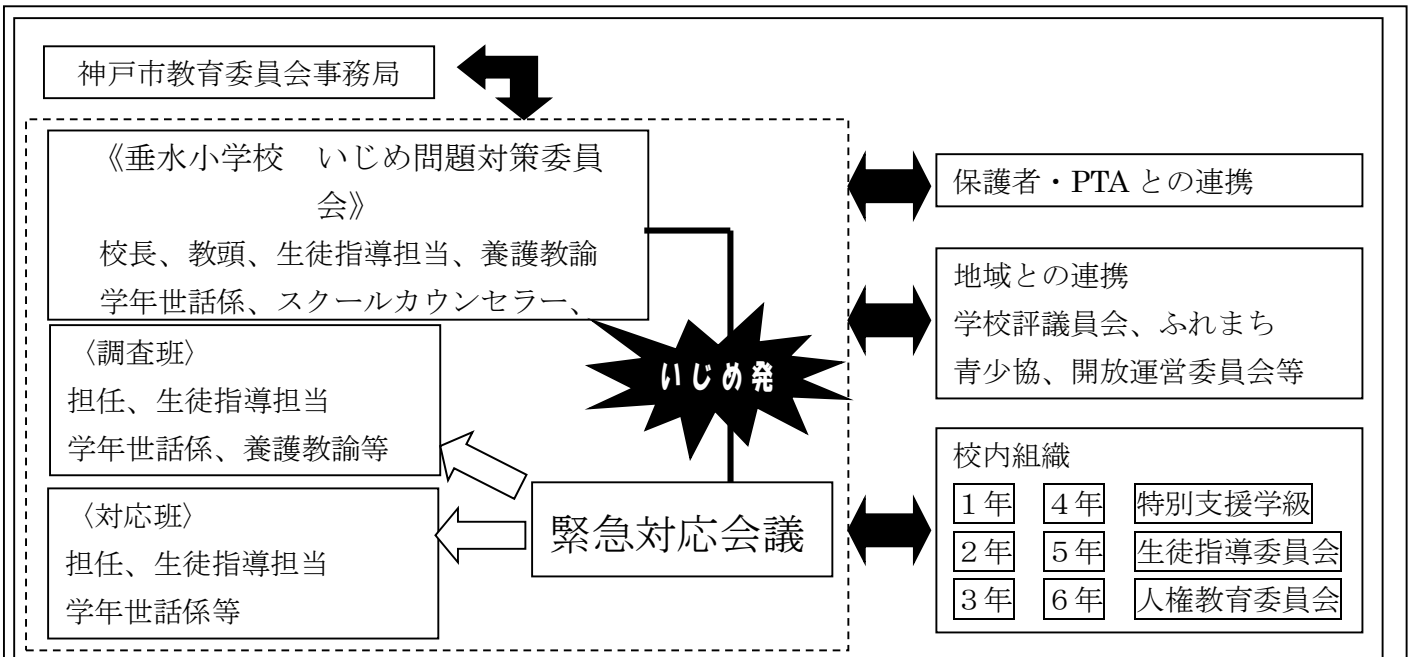 神戸市教育委員会事務局
《垂水小学校　いじめ問題対策委員
会》
校長、教頭、生徒指導担当、養護教諭
学年世話係、スクールカウンセラー、
〈調査班〉
担任、生徒指導担当
学年世話係、養護教諭等
〈対応班〉
担任、生徒指導担当
学年世話係等
いじめ発
緊急対応会議
保護者・PTA との連携
地域との連携
学校評議員会、ふれまち
青少協、開放運営委員会等
校内組織
１年　４年　特別支援学級
２年　５年　生徒指導委員会
３年　６年　人権教育委員会